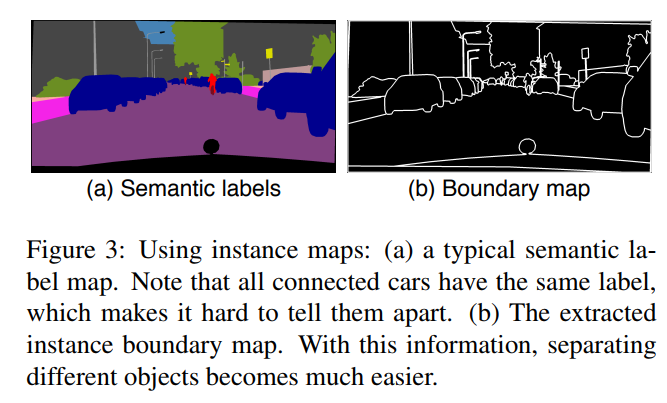 (a) Semantic labels
(b) Boundary map
Figure 3: Using instance maps: (a) a typical semantic la-
bel map. Note that all connected cars have the same label,
which makes it hard to tell them apart. (b) The extracted
instance boundary map. With this information, separating
different objects becomes much easier.